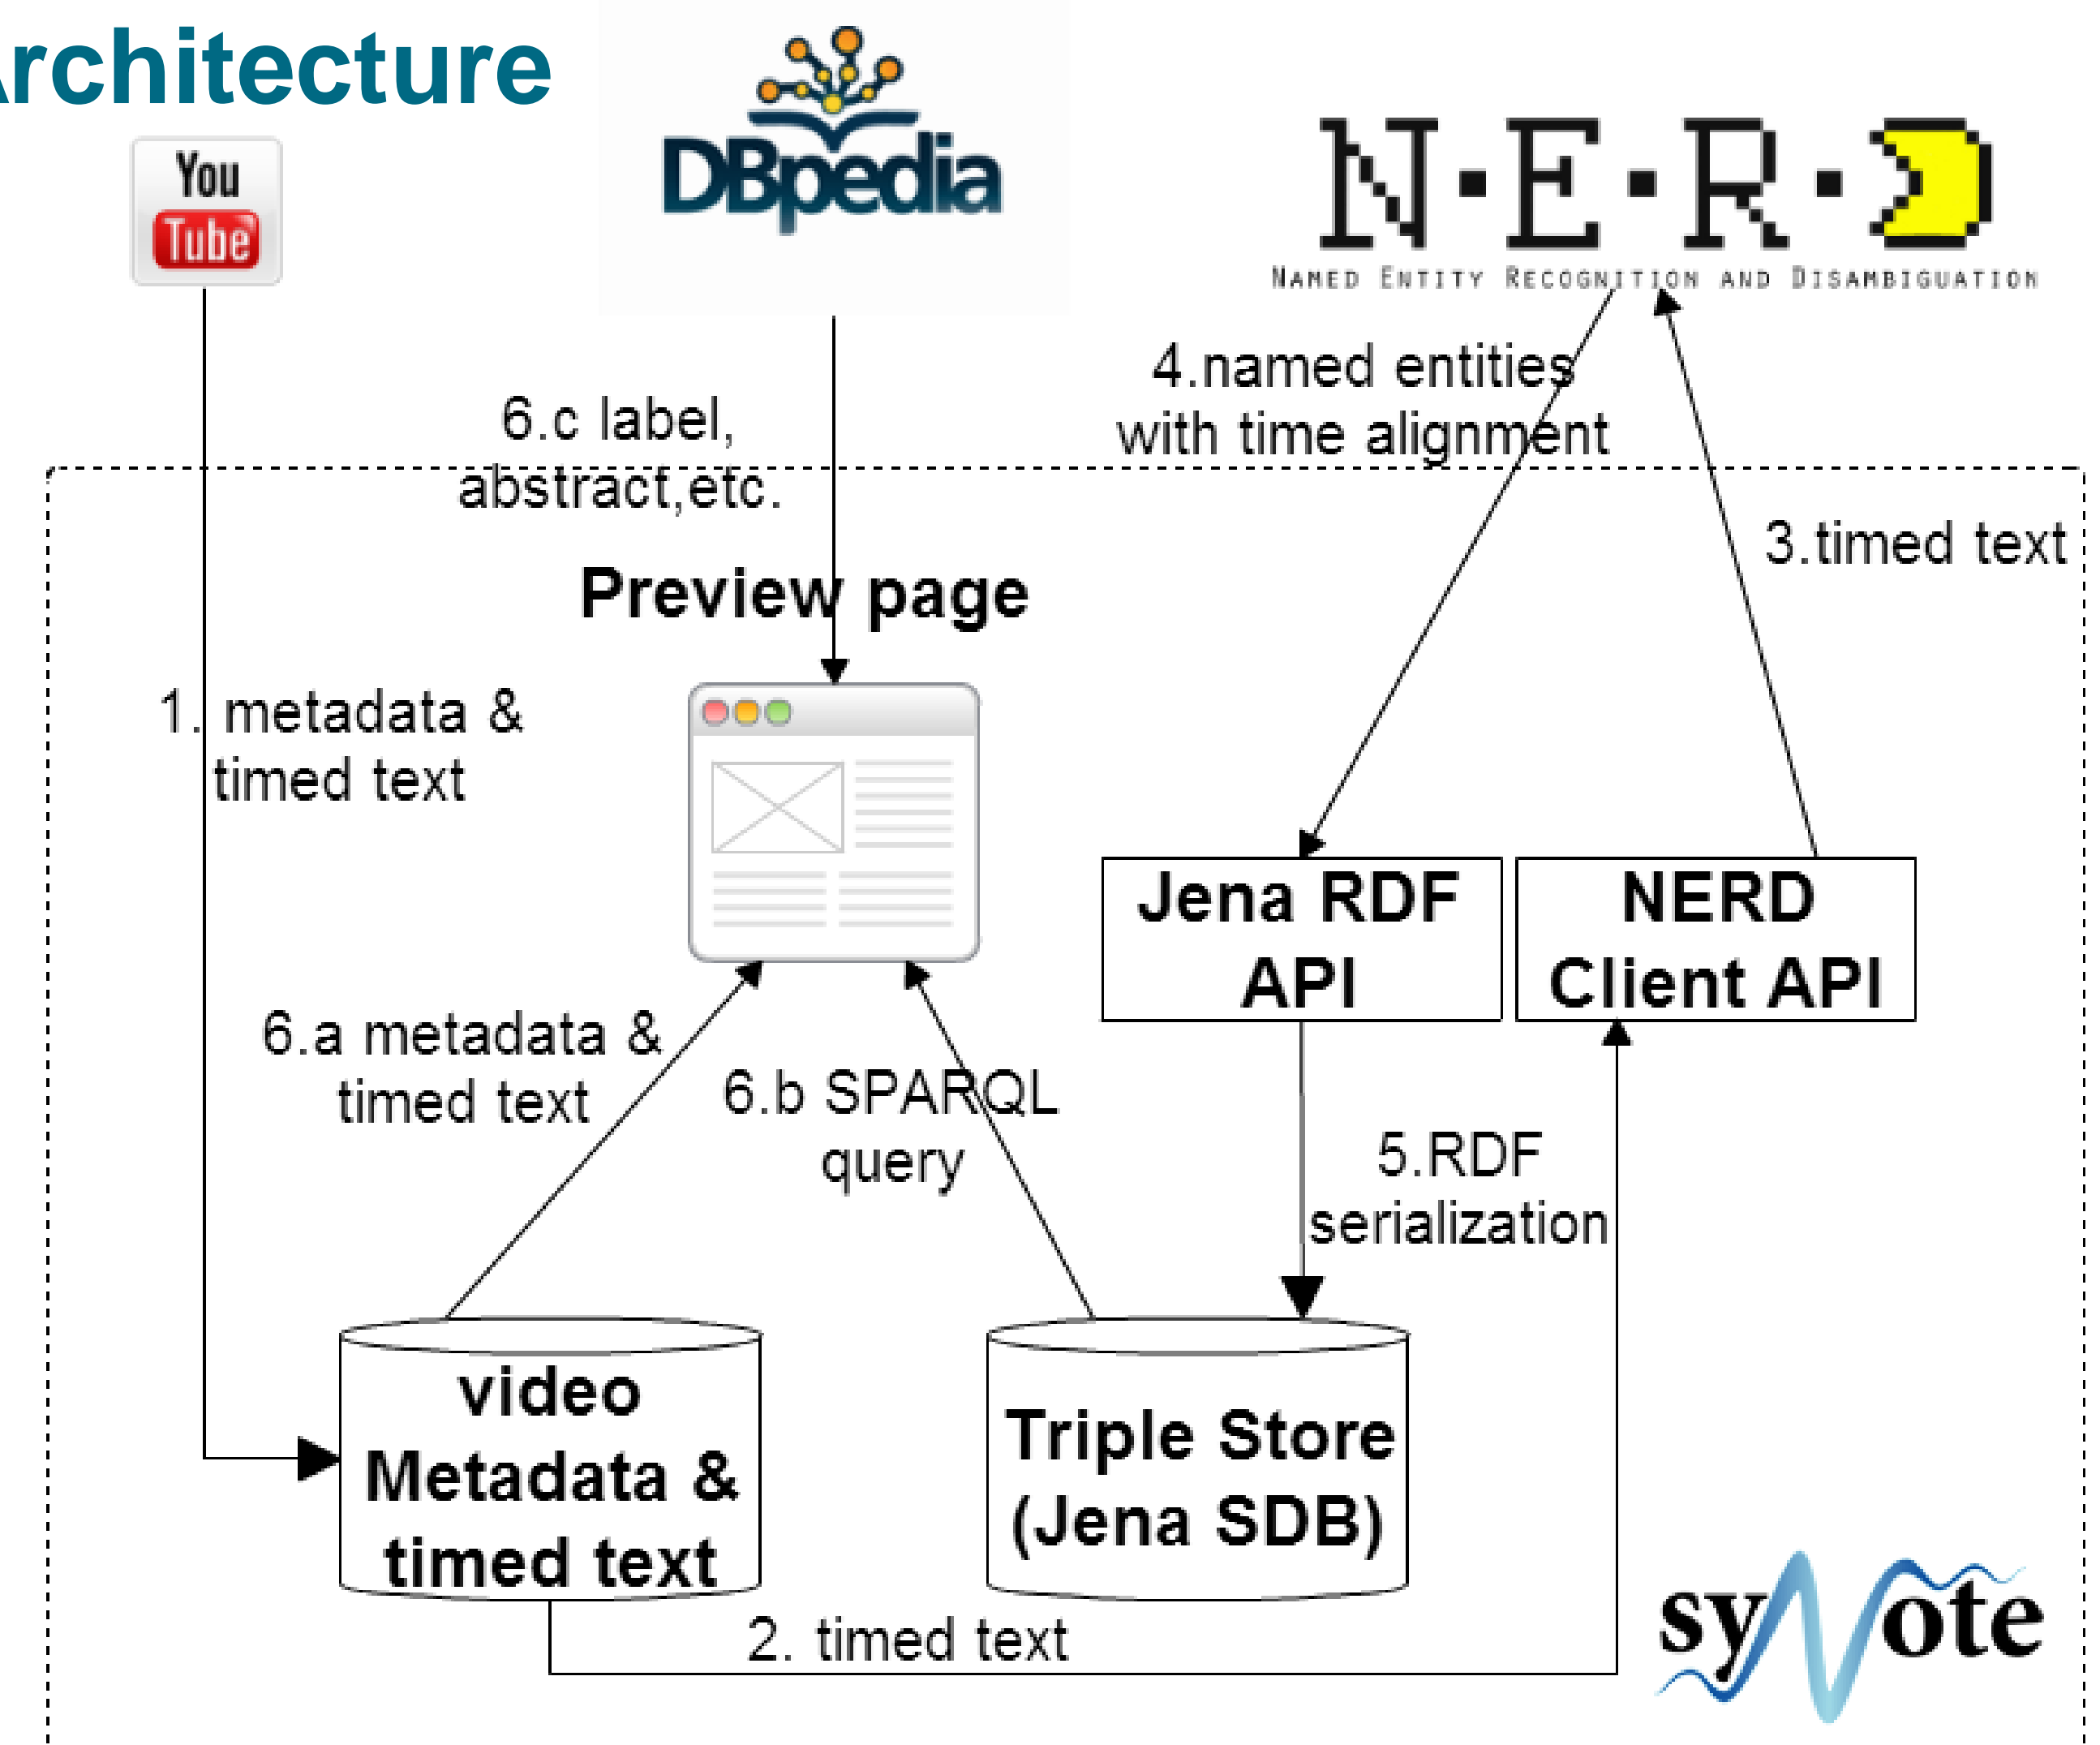 Architecture
You
Tube
DBpedia
N·E·R·D
NAMED ENTITY RECOGNITION AND DISAMBIGUATION
4.named entities
with time alignment
6.c label,
abstract,etc.
3.timed text
Preview page
1. metadata &
timed text
Jena RDF
API
NERD
Client API
6.a metadata &
timed text
6.b SPARQL
query
5.RDF
serialization
video
Metadata &
timed text
Triple Store
(Jena SDB)
2. timed text
syNote